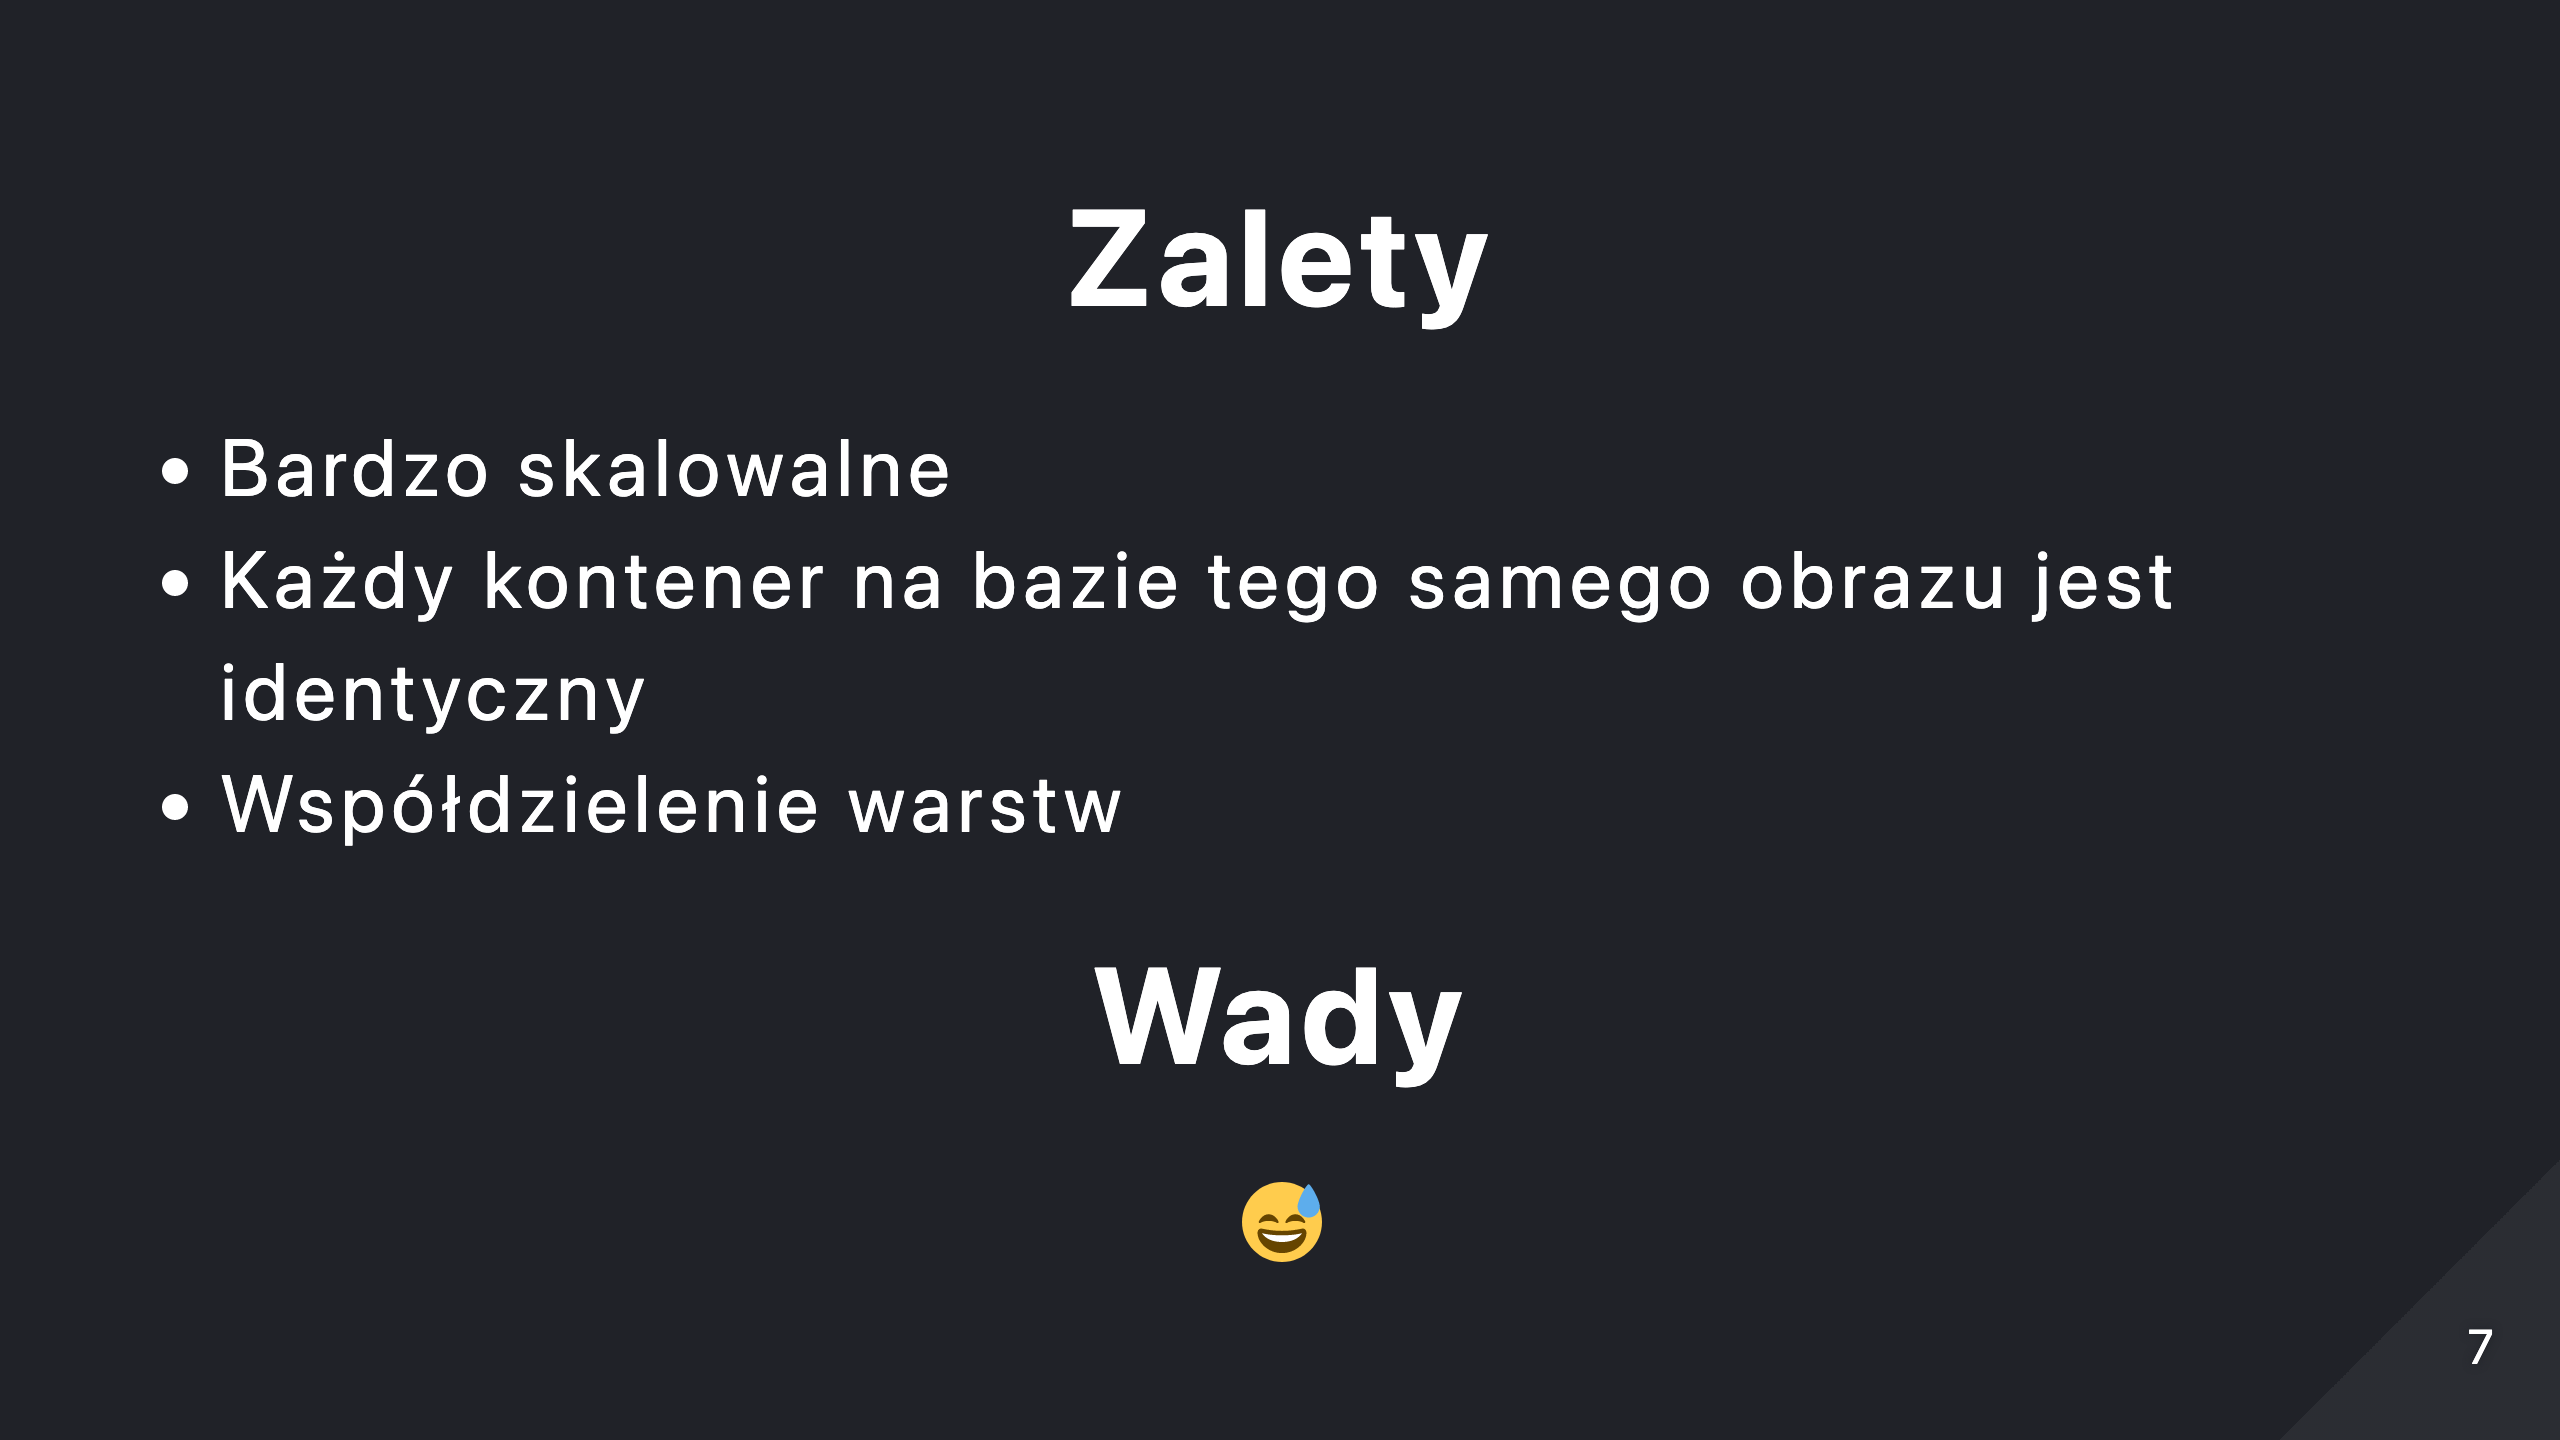 Zalety
• Bardzo skalowalne
• Każdy kontener na bazie tego samego obrazu jest
identyczny
• Współdzielenie warstw
Wady
😅
7